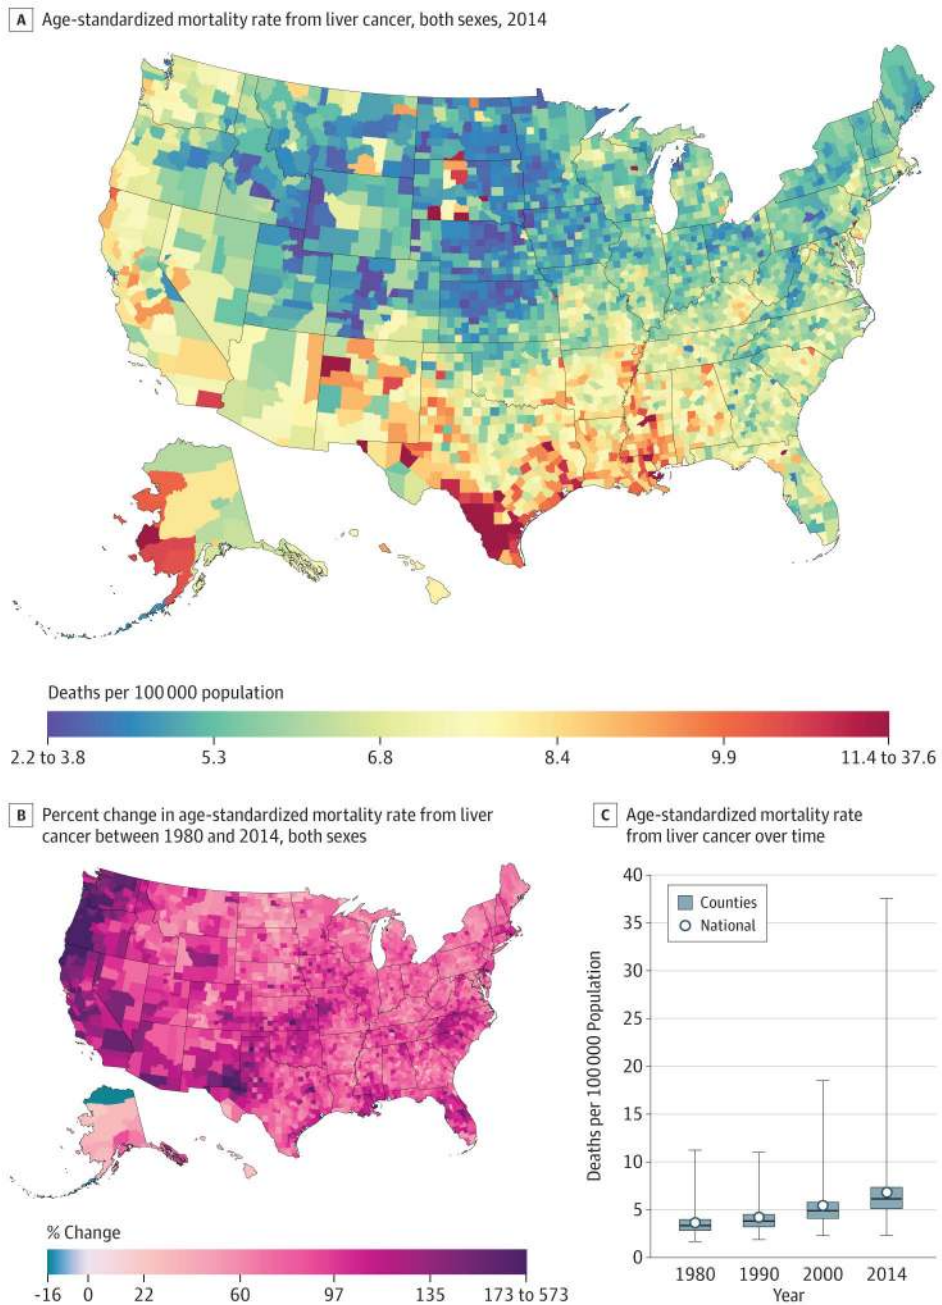 A Age-standardized mortality rate from liver cancer, both sexes, 2014
Deaths per 100 000 population
2.2 to 3.8 5.3 6.8 8.4 9.9 11.4 to 37.6
B Percent change in age-standardized mortality rate from liver
cancer between 1980 and 2014, both sexes
% Change
-16 0 22 60 97 135 173 to 573
C Age-standardized mortality rate
from liver cancer over time
Deaths per 100 000 Population
40
35
30
25
20
15
10
5
0
Counties
National
1980 1990 2000 2014
Year